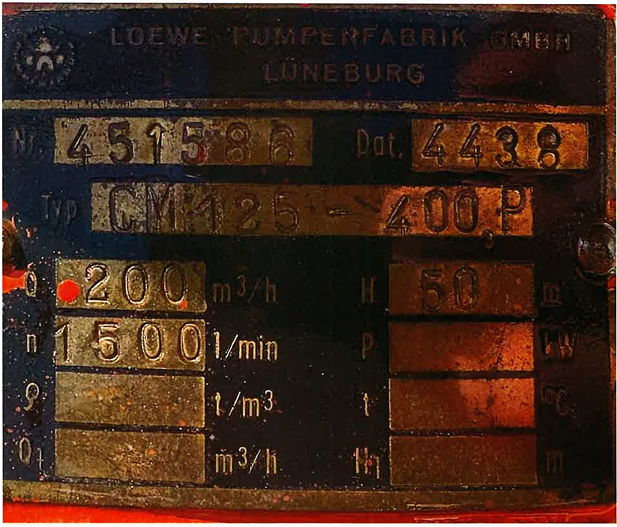 LOEWE PUMPENFABRIK GMBH
LÜNEBURG
Nr. 451586 Dat. 4438
Typ CM 125 - 400,P
Q 200 m³/h H 50 m
n 1500 1/min P kW
ϱ t/m³ t °C
Q₁ m³/h H₁ m